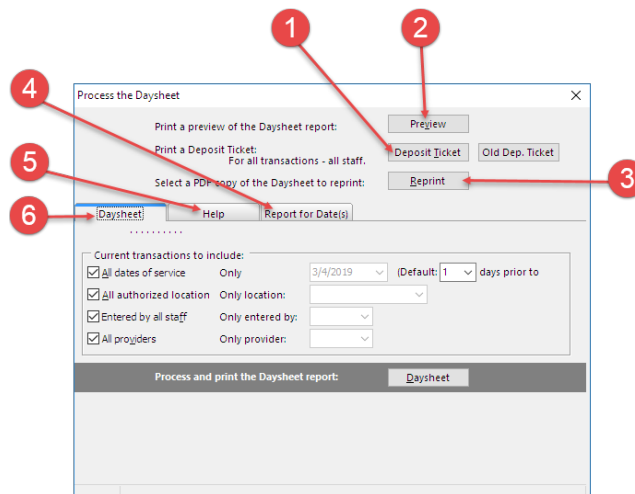 1
2
4
Process the Daysheet
Print a preview of the Daysheet report: Preview
5
Print a Deposit Ticket: Deposit Ticket Old Dep. Ticket
For all transactions - all staff.
Select a PDF copy of the Daysheet to reprint: Reprint
3
6
Daysheet Help Report for Date(s)
Current transactions to include:
All dates of service Only 3/4/2019 (Default: 1 days prior to
All authorized location Only location:
Entered by all staff Only entered by:
All providers Only provider:
Process and print the Daysheet report: Daysheet